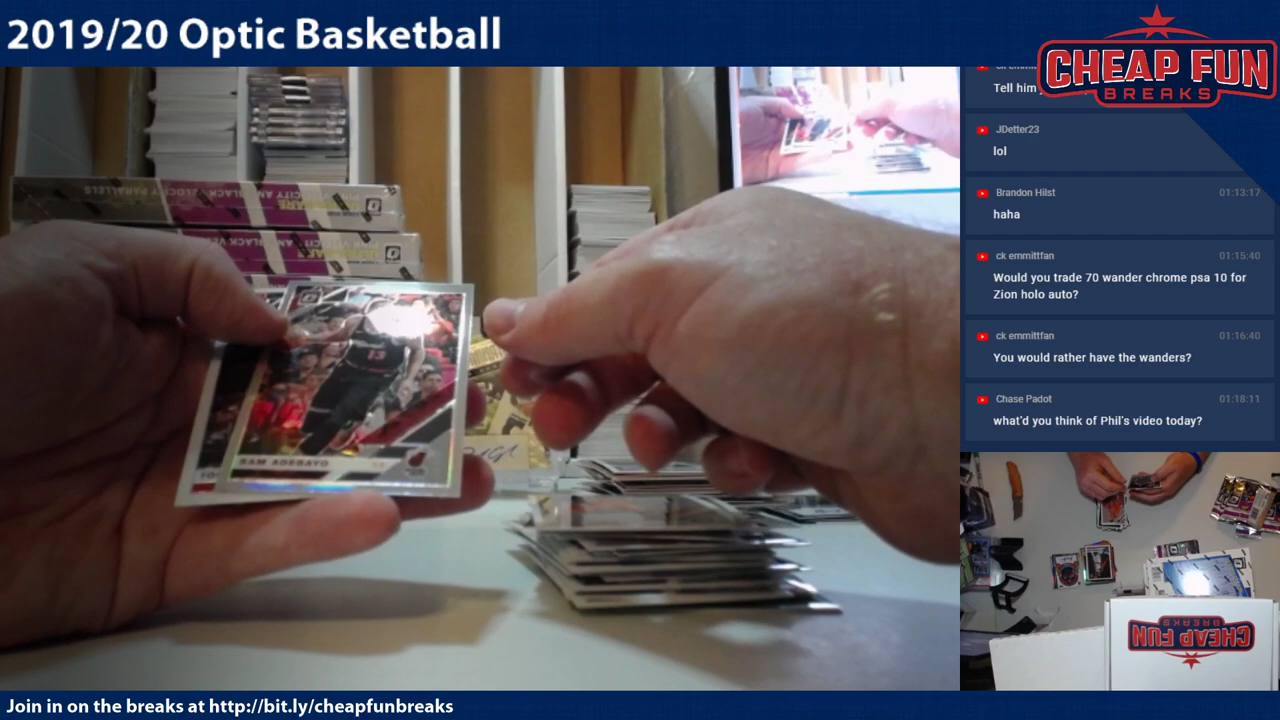 2019/20 Optic Basketball
CHEAP FUN
BREAKS
Tell him
JDetter23
lol
Brandon Hilst 01:13:17
haha
ck emmittfan 01:15:40
Would you trade 70 wander chrome psa 10 for
Zion holo auto?
ck emmittfan 01:16:40
You would rather have the wanders?
Chase Padot 01:18:11
what'd you think of Phil's video today?
13
BAM ADEBAYO
CHEAP FUN
BREAKS
Join in on the breaks at http://bit.ly/cheapfunbreaks